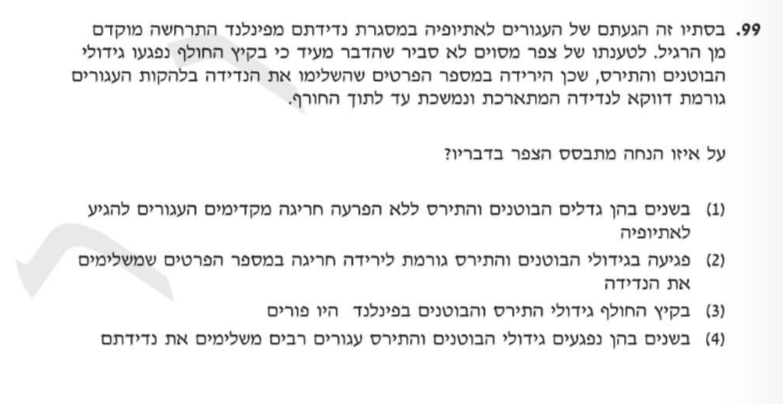 99. בסתיו זה הגעתם של העגורים לאתיופיה במסגרת נדידתם מפינלנד התרחשה מוקדם
מן הרגיל. לטענתו של צפר מסוים לא סביר שהדבר מעיד כי בקיץ החולף נפגעו גידולי
הבוטנים והתירס, שכן הירידה במספר הפרטים שהשלימו את הנדידה בלהקות העגורים
גורמת דווקא לנדידה המתארכת ונמשכת עד לתוך החורף.
על איזו הנחה מתבסס הצפר בדבריו?
(1) בשנים בהן גדלים הבוטנים והתירס ללא הפרעה חריגה מקדימים העגורים להגיע
לאתיופיה
(2) פגיעה בגידולי הבוטנים והתירס גורמת לירידה חריגה במספר הפרטים שמשלימים
את הנדידה
(3) בקיץ החולף גידולי התירס והבוטנים בפינלנד היו פורים
(4) בשנים בהן נפגעים גידולי הבוטנים והתירס עגורים רבים משלימים את נדידתם